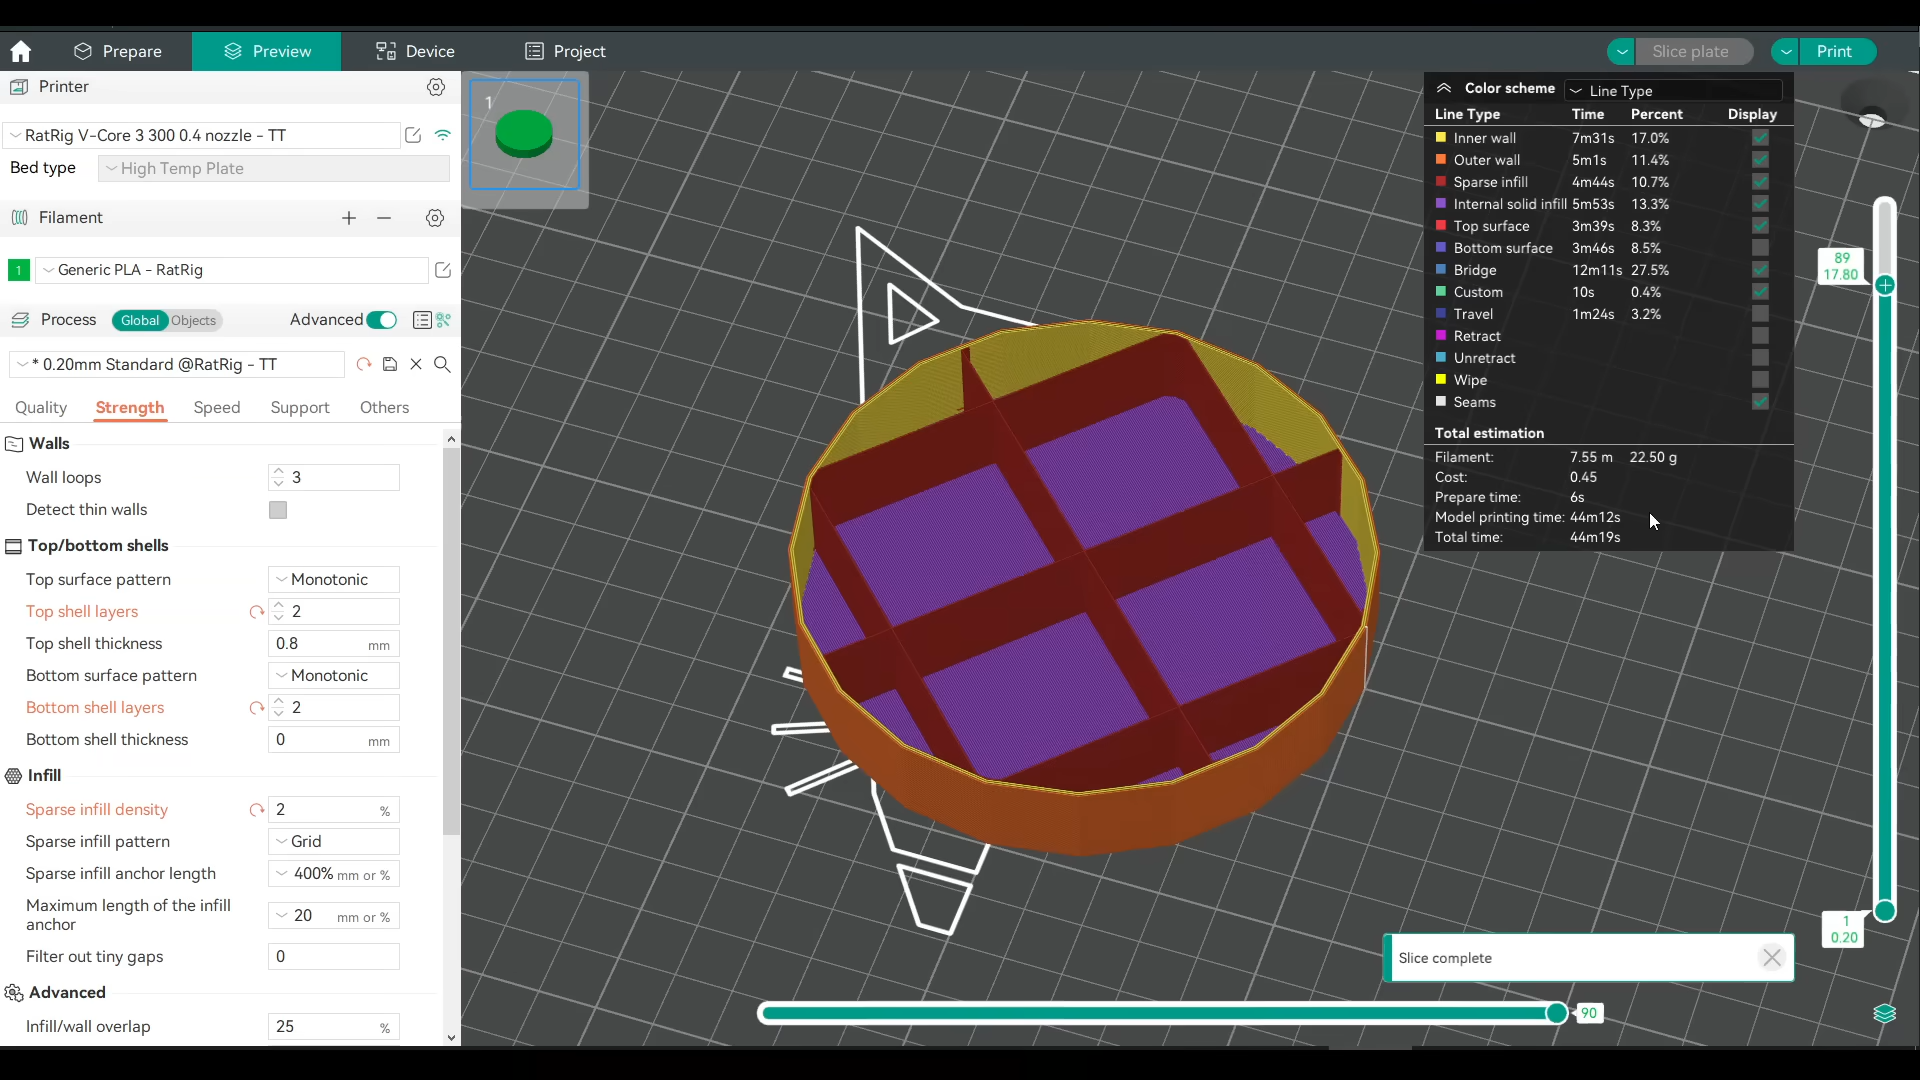 Prepare
Preview
Device
Project
Slice plate
Print
Printer
RatRig V-Core 3 300 0.4 nozzle - TT
Bed type
High Temp Plate
Filament
1
Generic PLA - RatRig
Process
Global
Objects
Advanced
* 0.20mm Standard @RatRig - TT
Quality
Strength
Speed
Support
Others
Walls
Wall loops
3
Detect thin walls
Top/bottom shells
Top surface pattern
Monotonic
Top shell layers
2
Top shell thickness
0.8 mm
Bottom surface pattern
Monotonic
Bottom shell layers
2
Bottom shell thickness
0 mm
Infill
Sparse infill density
2 %
Sparse infill pattern
Grid
Sparse infill anchor length
400% mm or %
Maximum length of the infill
anchor
20 mm or %
Filter out tiny gaps
0
Advanced
Infill/wall overlap
25 %
1
Color scheme
Line Type
Line Type Time Percent Display
Inner wall 7m31s 17.0%
Outer wall 5m1s 11.4%
Sparse infill 4m44s 10.7%
Internal solid infill 5m53s 13.3%
Top surface 3m39s 8.3%
Bottom surface 3m46s 8.5%
Bridge 12m11s 27.5%
Custom 10s 0.4%
Travel 1m24s 3.2%
Retract
Unretract
Wipe
Seams
Total estimation
Filament: 7.55 m 22.50 g
Cost: 0.45
Prepare time: 6s
Model printing time: 44m12s
Total time: 44m19s
89
17.80
1
0.20
Slice complete
90